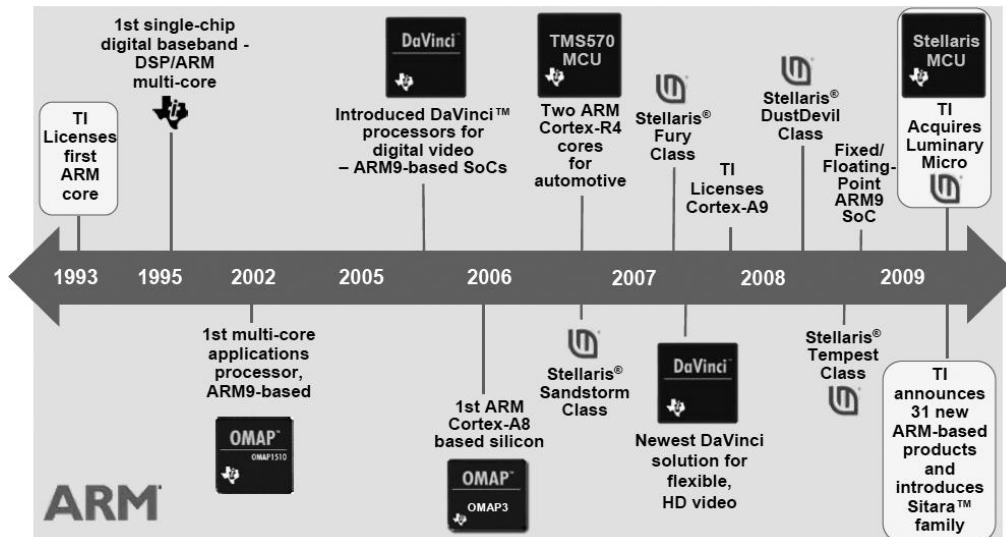 1st single-chip
digital baseband -
DSP/ARM
multi-core
TI
Licenses
first
ARM
core
DaVinci™
Introduced DaVinci™
processors for
digital video
– ARM9-based SoCs
TMS570
MCU
Two ARM
Cortex-R4
cores
for
automotive
Stellaris®
Fury
Class
TI
Licenses
Cortex-A9
Stellaris®
DustDevil
Class
Fixed/
Floating-
Point
ARM9
SoC
Stellaris
MCU
TI
Acquires
Luminary
Micro
1993 1995 2002 2005 2006 2007 2008 2009
1st multi-core
applications
processor,
ARM9-based
OMAP™
OMAP1510
1st ARM
Cortex-A8
based silicon
OMAP™
OMAP3
Stellaris®
Sandstorm
Class
DaVinci™
Newest DaVinci
solution for
flexible,
HD video
Stellaris®
Tempest
Class
TI
announces
31 new
ARM-based
products
and
introduces
Sitara™
family
ARM®